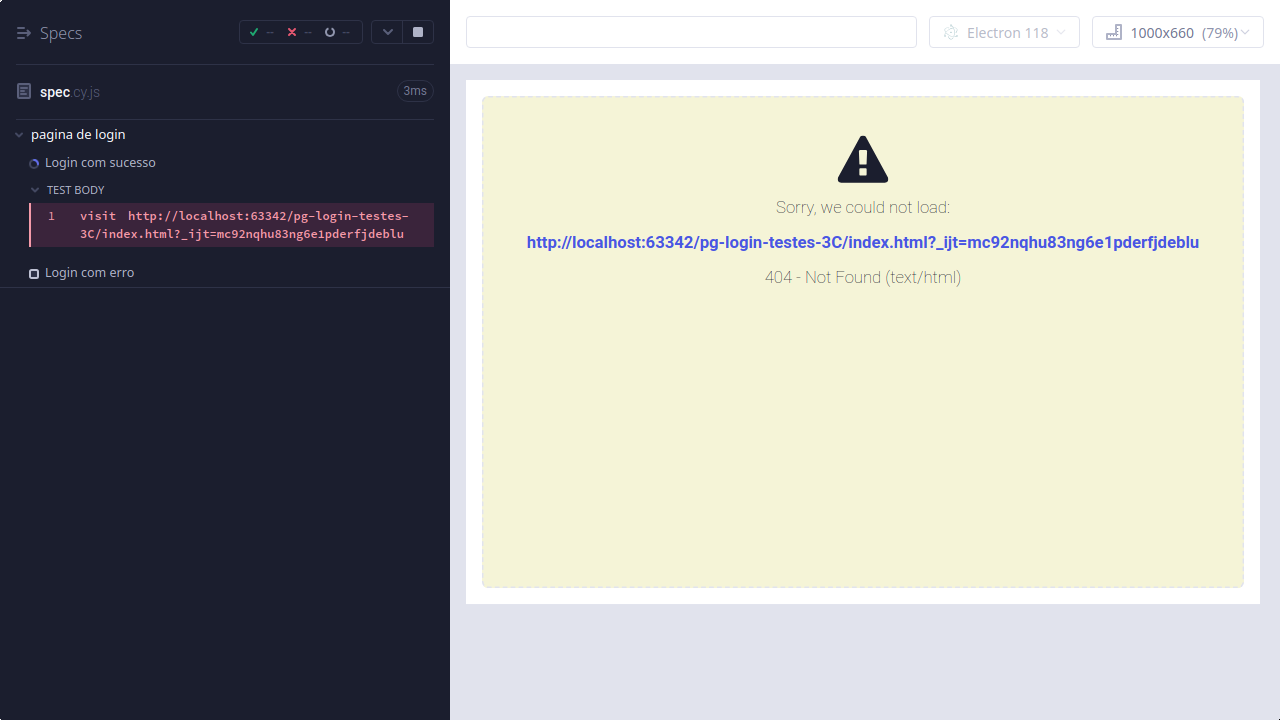 Specs
-- -- --
spec.cy.js
3ms
pagina de login
Login com sucesso
TEST BODY
1 visit http://localhost:63342/pg-login-testes-
3C/index.html?_ijt=mc92nqhu83ng6e1pderfjdeblu
Login com erro
Electron 118
1000x660 (79%)
Sorry, we could not load:
http://localhost:63342/pg-login-testes-3C/index.html?_ijt=mc92nqhu83ng6e1pderfjdeblu
404 - Not Found (text/html)